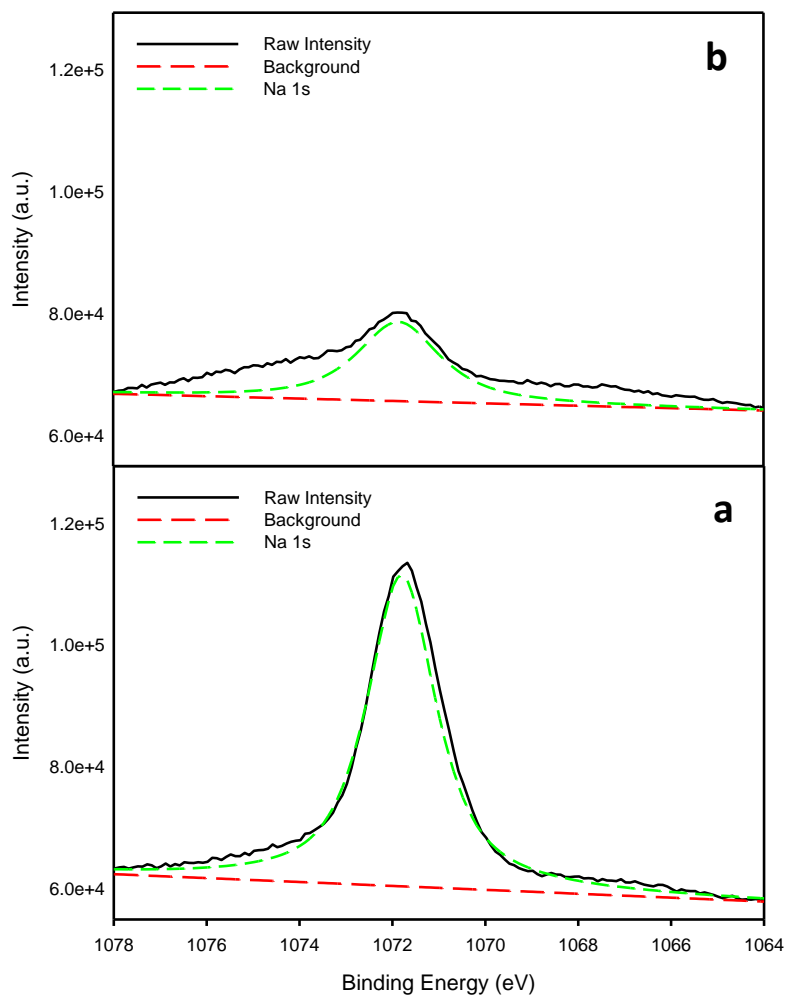 Raw Intensity
Background
Na 1s
b
1.2e+5
1.0e+5
8.0e+4
6.0e+4
Intensity (a.u.)
Raw Intensity
Background
Na 1s
a
1.2e+5
1.0e+5
8.0e+4
6.0e+4
Intensity (a.u.)
1078 1076 1074 1072 1070 1068 1066 1064
Binding Energy (eV)